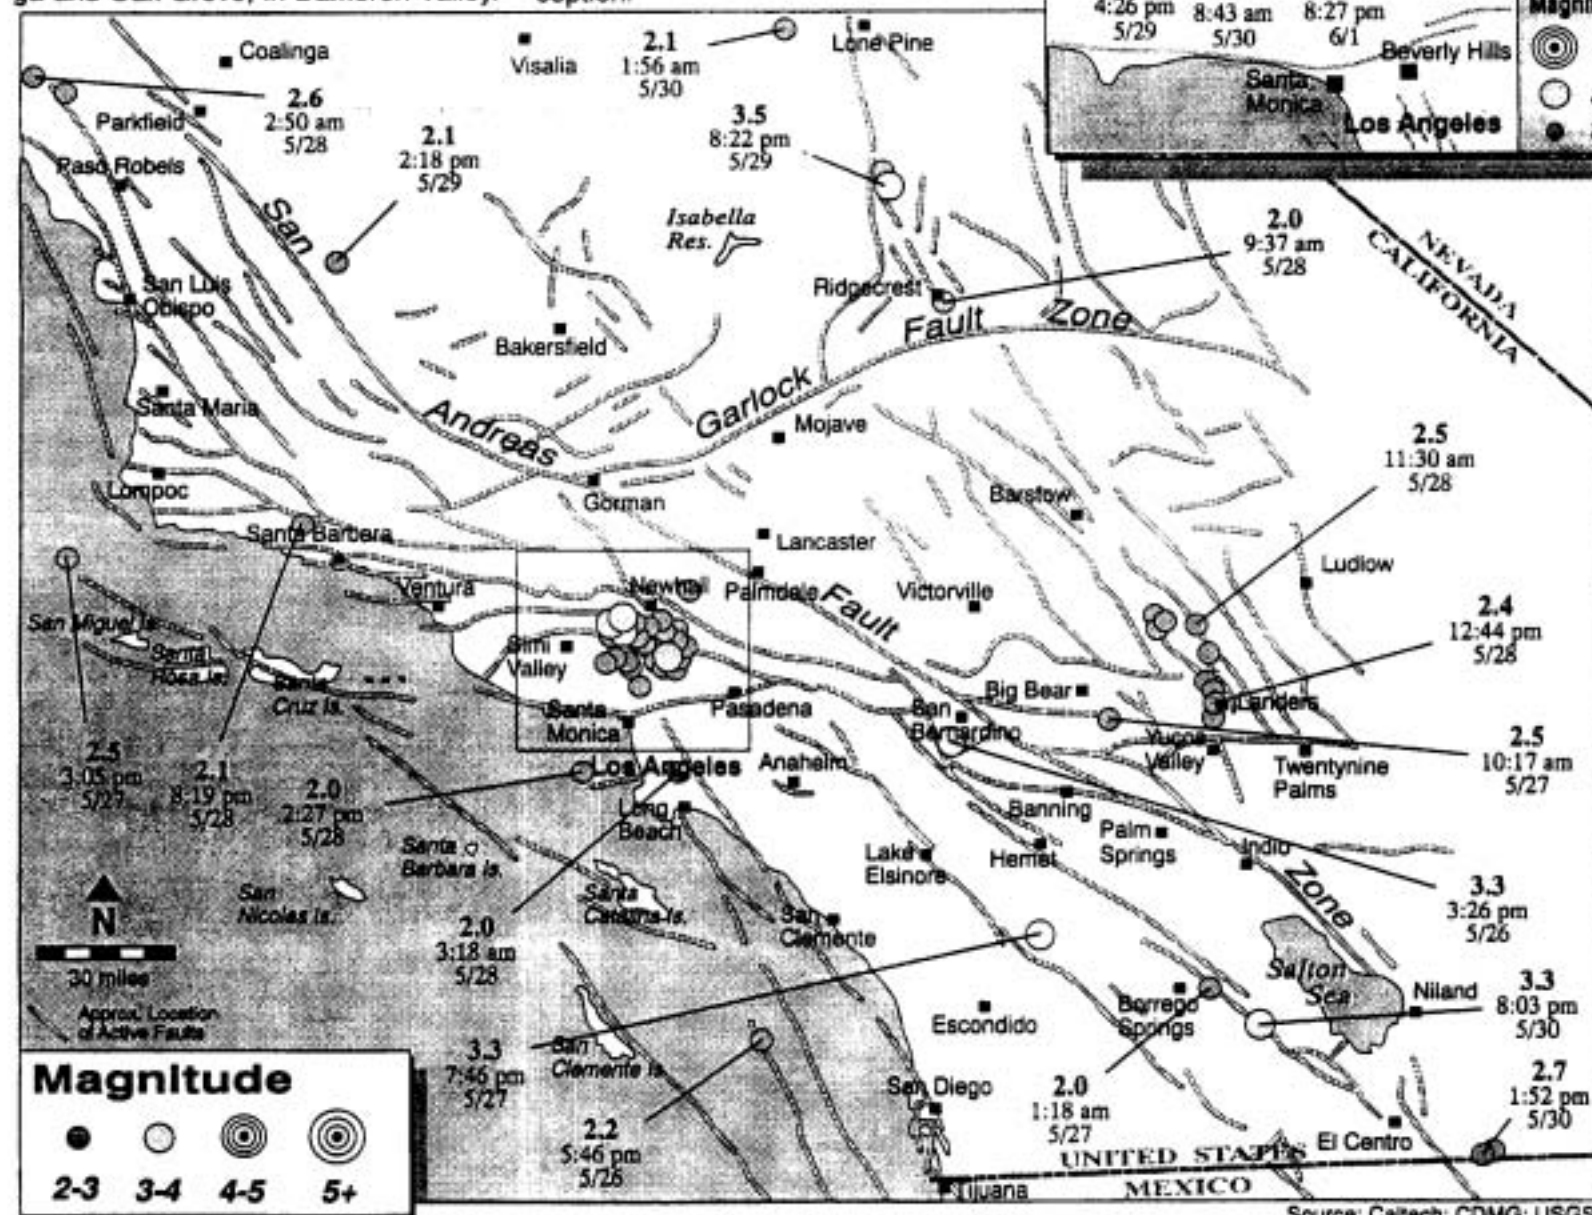 4:26 pm
5/29
8:43 am
5/30
8:27 pm
6/1
Beverly Hills
Santa
Monica
Los Angeles
Coalinga
Visalia
2.1
1:56 am
5/30
Lone Pine
2.6
2:50 am
5/28
Parkfield
2.1
2:18 pm
5/29
3.5
8:22 pm
5/29
Paso Robels
San
Isabella
Res.
2.0
9:37 am
5/28
NEVADA
CALIFORNIA
San Luis
Obispo
Ridgecrest
Fault Zone
Bakersfield
Santa Maria
Andreas
Garlock
Mojave
2.5
11:30 am
5/28
Lompoc
Gorman
Barstow
Santa Barbera
Lancaster
Ludlow
Ventura
Newhall
Palmdale
Fault
Victorville
2.4
12:44 pm
5/28
San Miguel Is.
Santa
Rosa Is.
Simi
Valley
Santa
Cruz Is.
Big Bear
Landers
Santa
Monica
Pasadena
San
Bernardino
Yucca
Valley
Twentynine
Palms
2.5
10:17 am
5/27
2.5
3:05 pm
5/27
2.1
8:19 pm
5/28
2.0
2:27 pm
5/28
Los Angeles
Anaheim
Long
Beach
Banning
Palm
Springs
Santa
Barbara Is.
Lake
Elsinore
Hemet
Indio
Zone
3.3
3:26 pm
5/26
N
San
Nicolas Is.
Santa
Catalina Is.
San
Clemente
2.0
3:18 am
5/28
30 miles
Approx. Location
of Active Faults
Salton
Sea
Niland
3.3
8:03 pm
5/30
Escondido
Borrego
Springs
3.3
7:46 pm
5/27
San
Clemente Is.
San Diego
2.0
1:18 am
5/27
2.7
1:52 pm
5/30
2.2
5:46 pm
5/26
El Centro
UNITED STATES
MEXICO
Tijuana
Magnitude
2-3 3-4 4-5 5+
Source: Caltech; CDMG; USGS